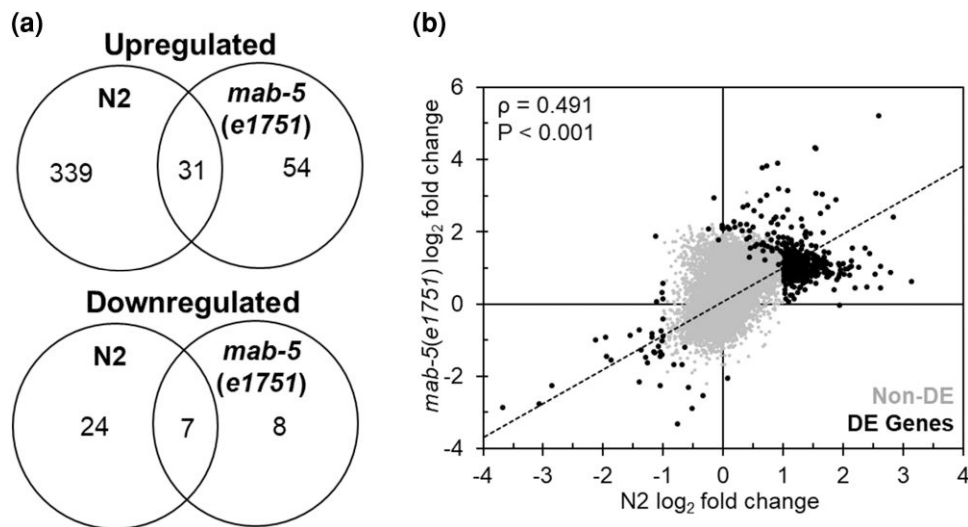 (a)
Upregulated
N2
mab-5
(e1751)
339
31
54
Downregulated
N2
mab-5
(e1751)
24
7
8
(b)
ρ = 0.491
P < 0.001
mab-5(e1751) log2 fold change
6
4
2
0
-2
-4
Non-DE
DE Genes
-4
-3
-2
-1
0
1
2
3
4
N2 log2 fold change